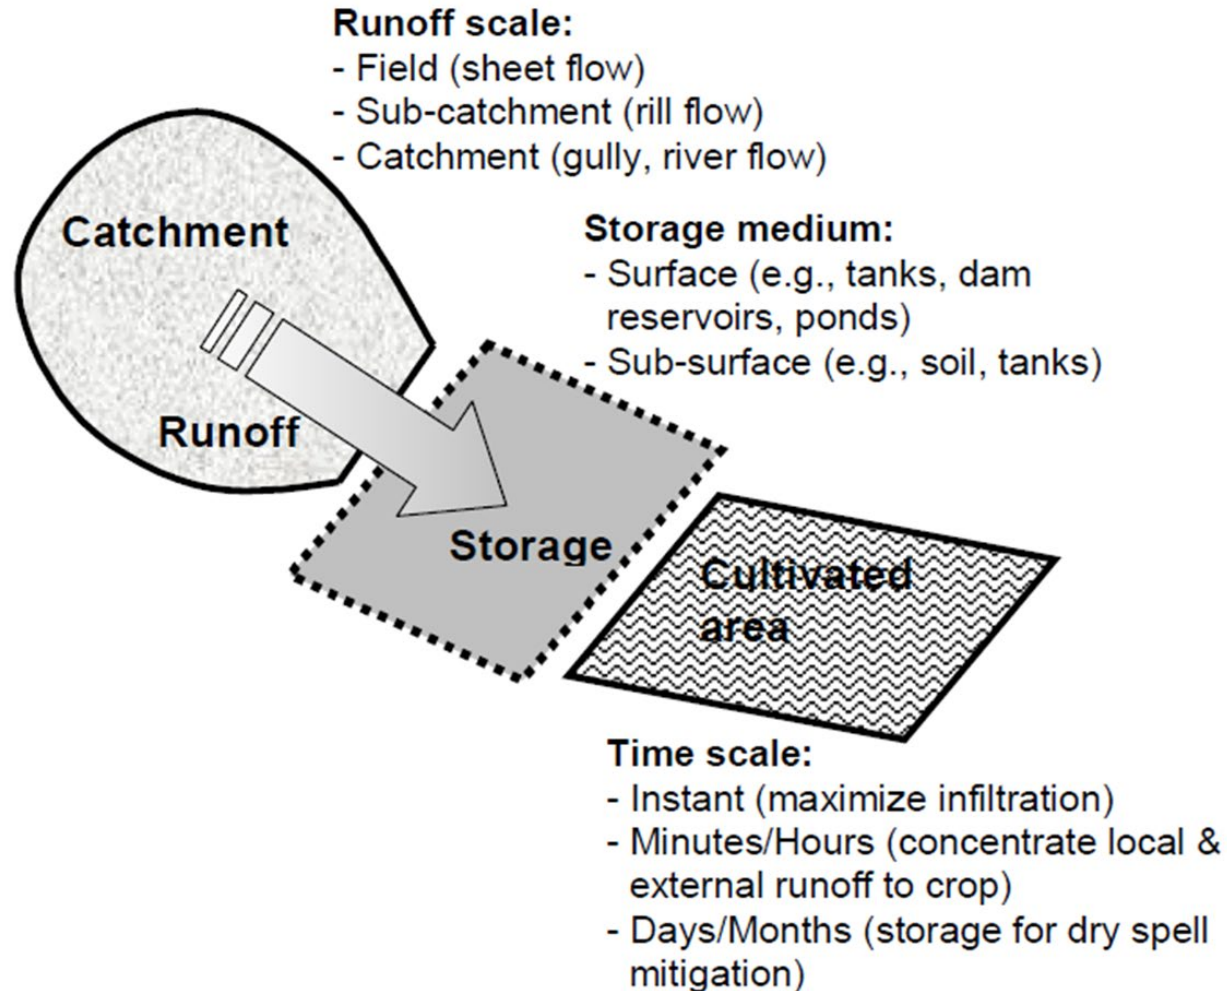 Runoff scale:
- Field (sheet flow)
- Sub-catchment (rill flow)
- Catchment (gully, river flow)
Catchment
Runoff
Storage medium:
- Surface (e.g., tanks, dam
reservoirs, ponds)
- Sub-surface (e.g., soil, tanks)
Storage
Cultivated
area
Time scale:
- Instant (maximize infiltration)
- Minutes/Hours (concentrate local &
external runoff to crop)
- Days/Months (storage for dry spell
mitigation)